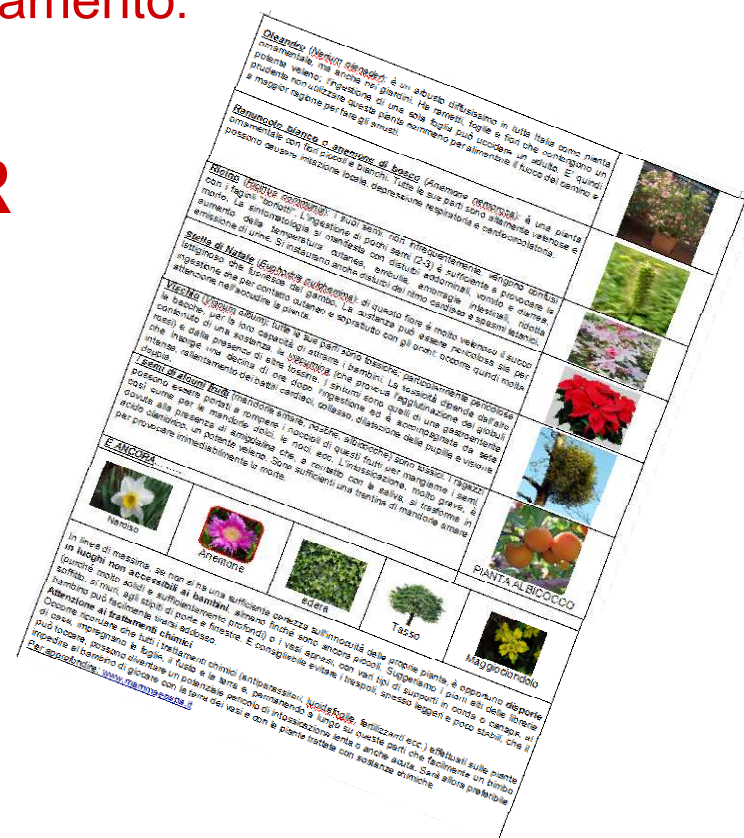 amento.
R
Oleandro (Nerium oleander): è un arbusto diffusissimo in tutta Italia come pianta
ornamentale, ma anche nei giardini. Ha rametti, foglie e fiori che contengono un
potente veleno; l'ingestione di una sola foglia può uccidere un adulto. E' quindi
prudente non utilizzare questa pianta nemmeno per alimentare il fuoco del camino e
a maggior ragione per fare gli arrosti.
Ranuncolo bianco o anemone di bosco (Anemone nemorosa): è una pianta
ornamentale con fiori piccoli e bianchi. Tutte le sue parti sono altamente velenose e
possono causare irritazione locale, depressione respiratoria e cardiocircolatoria.
Ricino (Ricinus communis): i suoi semi, non infrequentemente, vengono confusi
con i fagioli "borlotti". L'ingestione di pochi semi (2-3) è sufficiente a provocare la
morte. La sintomatologia si manifesta con disturbi addominali, vomito e diarrea,
aumento della temperatura cutanea, emorragie intestinali, ridotta
emissione di urine. Si instaurano anche disturbi del ritmo cardiaco e spasmi tetanici.
Stella di Natale (Euphorbia pulcherrima): di questo fiore è molto velenoso il succo
lattiginoso che fuoriesce dal gambo. La sostanza può essere pericolosa sia per
ingestione che per contatto cutaneo e soprattutto con gli occhi: occorre quindi molta
attenzione nell'accudire la pianta.
Vischio (Viscum album): tutte le sue parti sono tossiche, particolarmente pericolose
le bacche, per la loro capacità di attrarre i bambini. La tossicità dipende dall'alto
contenuto di una sostanza, la (che provoca l'agglutinazione dei globuli
rossi) e dalla presenza di altre tossine. I sintomi sono quelli di una gastroenterite
che insorge una decina di ore dopo l'ingestione ed è accompagnata da sete
intensa, rallentamento dei battiti cardiaci, collasso, dilatazione delle pupille e visione
doppia.
I semi di alcuni frutti (mandorle amare, pesche, albicocche) sono tossici. I ragazzi
possono essere portati a rompere i noccioli di questi frutti per mangiarne i semi
così come per le mandorle dolci, le noci, ecc. L'intossicazione, molto grave, è
dovuta alla presenza di amigdalina che, a contatto con la saliva, si trasforma in
acido cianidrico, un potente veleno. Sono sufficienti una trentina di mandorle amare
per provocare immediatamente la morte.
E ANCORA.......
Narciso
Anemone
edera
Tasso
Maggiociondolo
PIANTA ALBICOCCO
In linea di massima, se non si ha una sufficiente certezza sull'innocuità delle proprie piante, è opportuno disporle
in luoghi non accessibili ai bambini, almeno finché sono ancora piccoli. Suggeriamo i piani alti delle librerie
(purché molto solidi e sufficientemente profondi) o i vasi appesi, con vari tipi di supporti in corda o canapa, al
soffitto, ai muri, agli stipiti di porte e finestre. E consigliabile evitare i trespoli, spesso leggeri e poco stabili, che il
bambino può facilmente tirarsi addosso.
Attenzione ai trattamenti chimici
Occorre ricordare che tutti i trattamenti chimici (antiparassitari, lucidafoglie, fertilizzanti ecc.) effettuati sulle piante
di casa, impregnano le foglie, il fusto e la terra e, permanendo a lungo su queste parti che facilmente un bimbo
può toccare, possono diventare un potenziale pericolo di intossicazione lenta o anche acuta. Sarà allora preferibile
impedire al bambino di giocare con la terra dei vasi e con le piante trattate con sostanze chimiche.
Per approfondire: